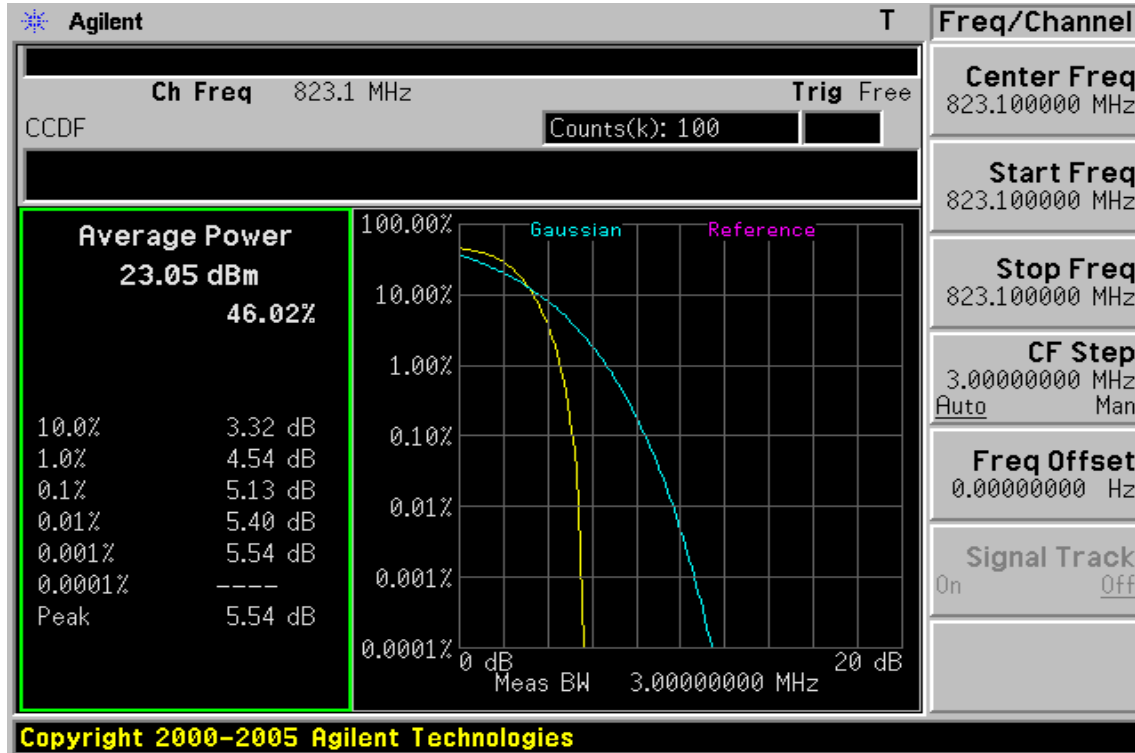 Agilent T
Ch Freq 823.1 MHz Trig Free
CCDF Counts(k): 100
Average Power
23.05 dBm
46.02%
10.0% 3.32 dB
1.0% 4.54 dB
0.1% 5.13 dB
0.01% 5.40 dB
0.001% 5.54 dB
0.0001% ----
Peak 5.54 dB
Gaussian Reference
100.00%
10.00%
1.00%
0.10%
0.01%
0.001%
0.0001%
0 dB 20 dB
Meas BW 3.00000000 MHz
Freq/Channel
Center Freq
823.100000 MHz
Start Freq
823.100000 MHz
Stop Freq
823.100000 MHz
CF Step
3.00000000 MHz
Auto Man
Freq Offset
0.00000000 Hz
Signal Track
On Off
Copyright 2000-2005 Agilent Technologies